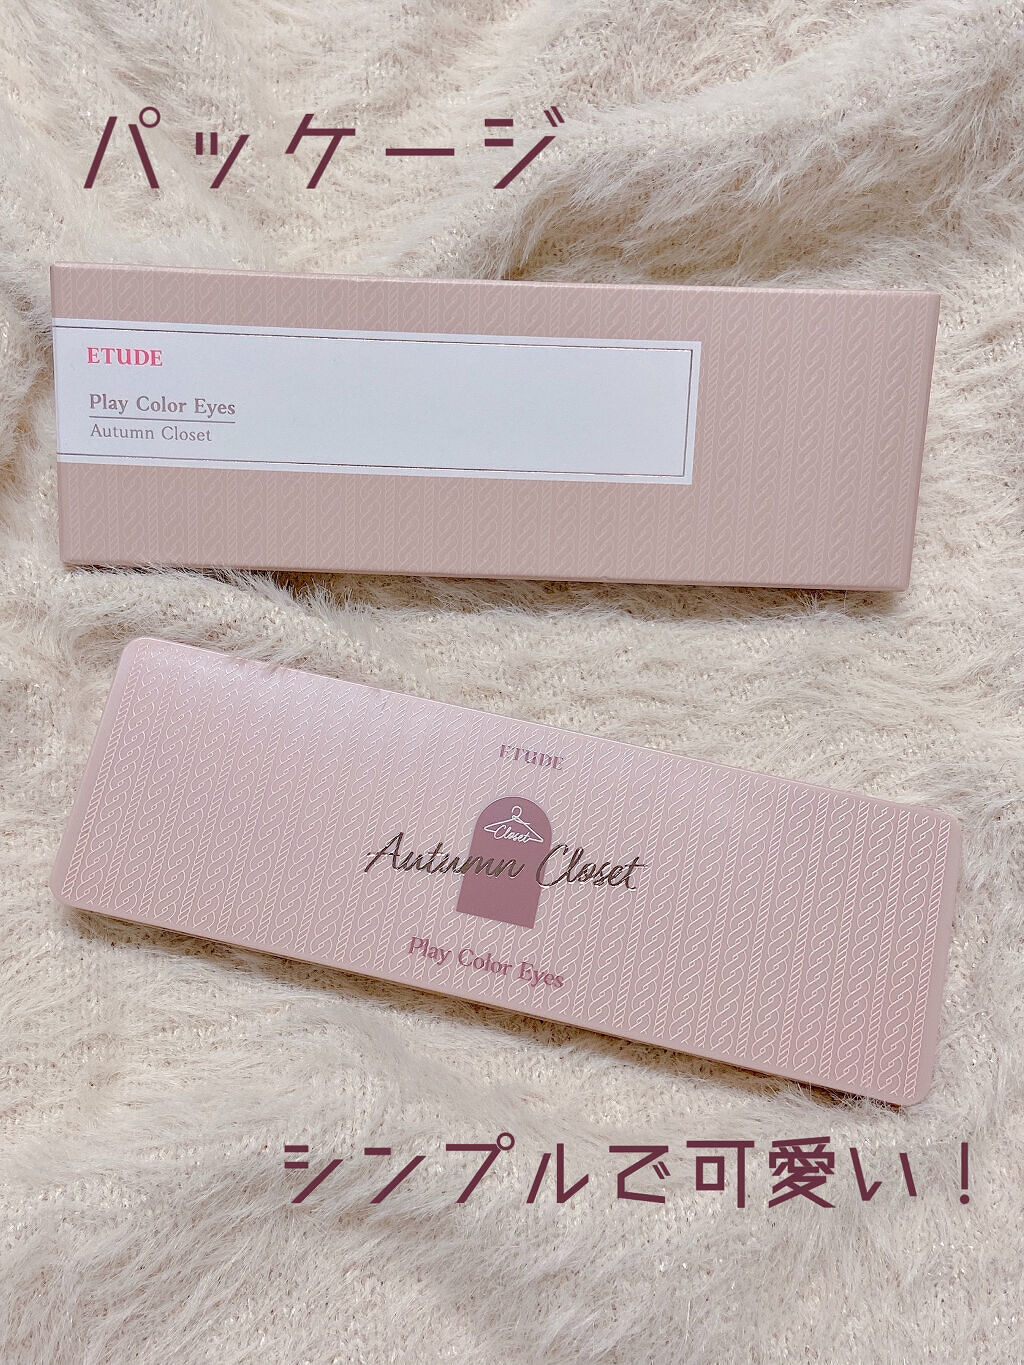 パッケージ
ETUDE
Play Color Eyes
Autumn Closet
ETUDE
Closet
Autumn Closet
Play Color Eyes
シンプルで可愛い！